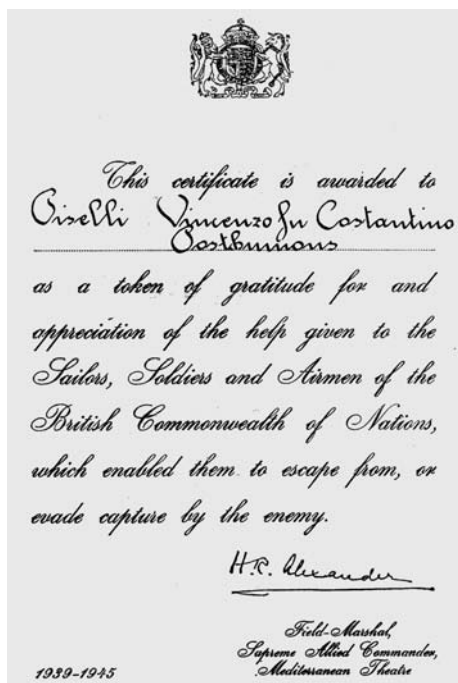 This certificate is awarded to
Piselli Vincenzo fu Costantino
Posthumous
as a token of gratitude for and
appreciation of the help given to the
Sailors, Soldiers and Airmen of the
British Commonwealth of Nations,
which enabled them to escape from, or
evade capture by the enemy.
H.R. Alexander
Field-Marshal,
Supreme Allied Commander,
Mediterranean Theatre
1939-1945